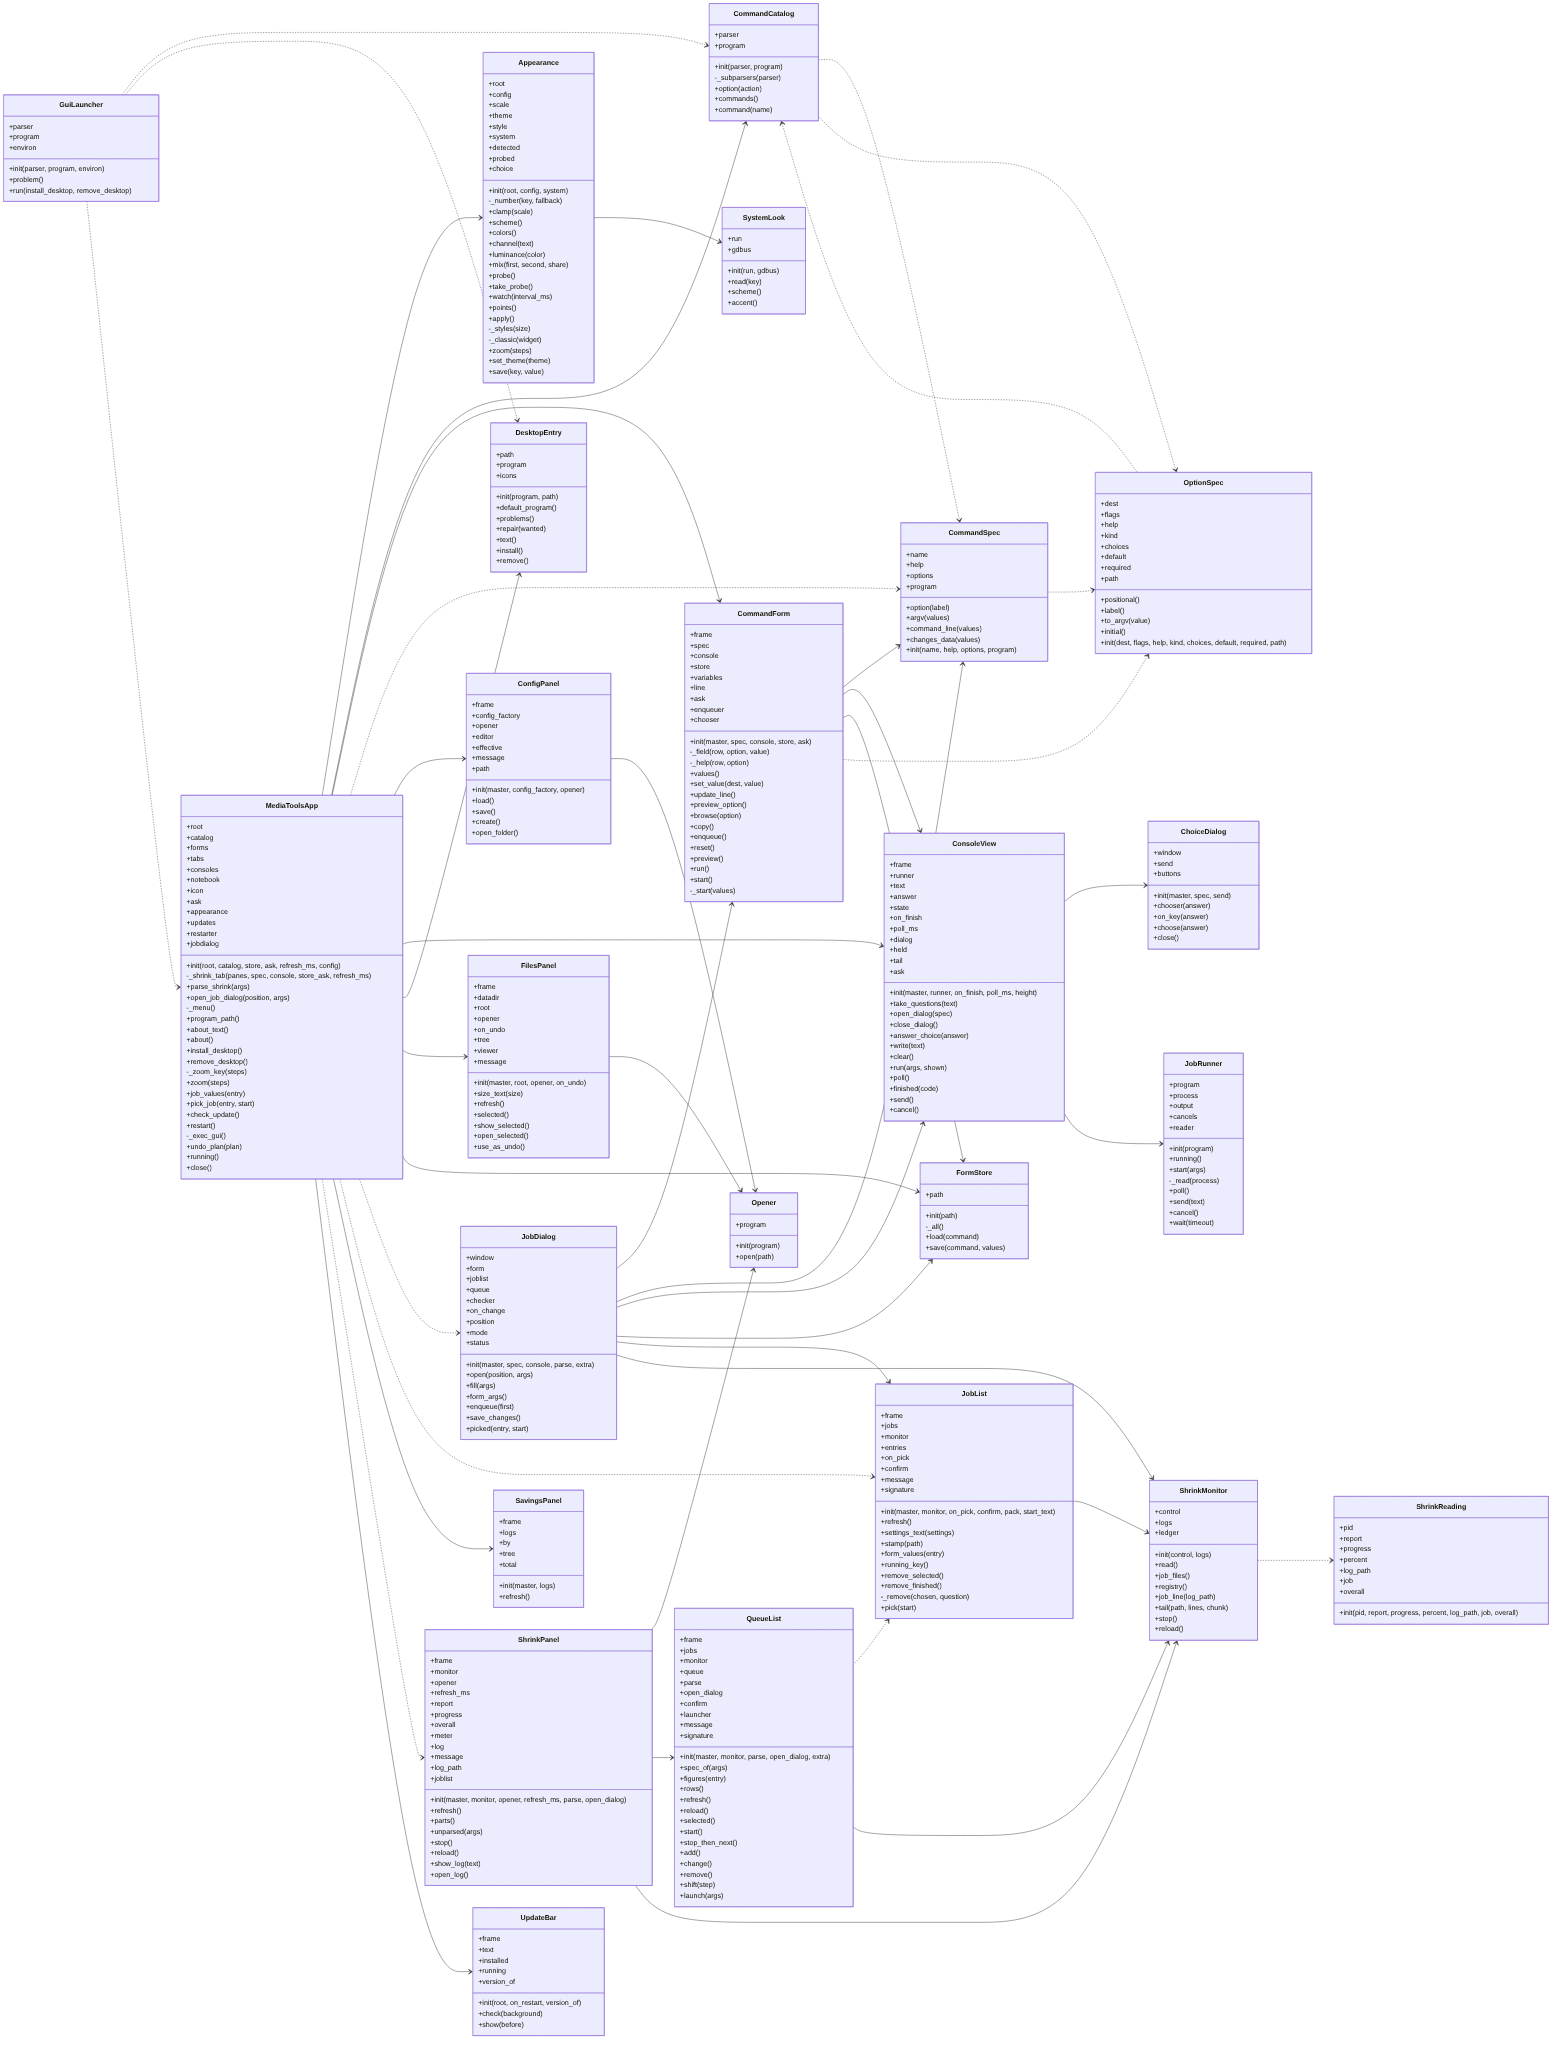 CommandCatalog
+parser
+program
+init(parser, program)
-_subparsers(parser)
+option(action)
+commands()
+command(name)
Appearance
+root
+config
+scale
+theme
+style
+system
+detected
+probed
+choice
+init(root, config, system)
-_number(key, fallback)
+clamp(scale)
+scheme()
+colors()
+channel(text)
+luminance(color)
+mix(first, second, share)
+probe()
+take_probe()
+watch(interval_ms)
+points()
+apply()
-_styles(size)
-_classic(widget)
+zoom(steps)
+set_theme(theme)
+save(key, value)
GuiLauncher
+parser
+program
+environ
+init(parser, program, environ)
+problem()
+run(install_desktop, remove_desktop)
SystemLook
+run
+gdbus
+init(run, gdbus)
+read(key)
+scheme()
+accent()
DesktopEntry
+path
+program
+icons
+init(program, path)
+default_program()
+problems()
+repair(wanted)
+text()
+install()
+remove()
OptionSpec
+dest
+flags
+help
+kind
+choices
+default
+required
+path
+positional()
+label()
+to_argv(value)
+initial()
+init(dest, flags, help, kind, choices, default, required, path)
CommandSpec
+name
+help
+options
+program
+option(label)
+argv(values)
+command_line(values)
+changes_data(values)
+init(name, help, options, program)
CommandForm
+frame
+spec
+console
+store
+variables
+line
+ask
+enqueuer
+chooser
+init(master, spec, console, store, ask)
-_field(row, option, value)
-_help(row, option)
+values()
+set_value(dest, value)
+update_line()
+preview_option()
+browse(option)
+copy()
+enqueue()
+reset()
+preview()
+run()
+start()
-_start(values)
ConfigPanel
+frame
+config_factory
+opener
+editor
+effective
+message
+path
+init(master, config_factory, opener)
+load()
+save()
+create()
+open_folder()
MediaToolsApp
+root
+catalog
+forms
+tabs
+consoles
+notebook
+icon
+ask
+appearance
+updates
+restarter
+jobdialog
+init(root, catalog, store, ask, refresh_ms, config)
-_shrink_tab(panes, spec, console, store_ask, refresh_ms)
+parse_shrink(args)
+open_job_dialog(position, args)
-_menu()
+program_path()
+about_text()
+about()
+install_desktop()
+remove_desktop()
-_zoom_key(steps)
+zoom(steps)
+job_values(entry)
+pick_job(entry, start)
+check_update()
+restart()
-_exec_gui()
+undo_plan(plan)
+running()
+close()
ConsoleView
+frame
+runner
+text
+answer
+state
+on_finish
+poll_ms
+dialog
+held
+tail
+ask
+init(master, runner, on_finish, poll_ms, height)
+take_questions(text)
+open_dialog(spec)
+close_dialog()
+answer_choice(answer)
+write(text)
+clear()
+run(args, shown)
+poll()
+finished(code)
+send()
+cancel()
ChoiceDialog
+window
+send
+buttons
+init(master, spec, send)
+chooser(answer)
+on_key(answer)
+choose(answer)
+close()
FilesPanel
+frame
+datadir
+root
+opener
+on_undo
+tree
+viewer
+message
+init(master, root, opener, on_undo)
+size_text(size)
+refresh()
+selected()
+show_selected()
+open_selected()
+use_as_undo()
JobRunner
+program
+process
+output
+cancels
+reader
+init(program)
+running()
+start(args)
-_read(process)
+poll()
+send(text)
+cancel()
+wait(timeout)
FormStore
+path
+init(path)
-_all()
+load(command)
+save(command, values)
Opener
+program
+init(program)
+open(path)
JobDialog
+window
+form
+joblist
+queue
+checker
+on_change
+position
+mode
+status
+init(master, spec, console, parse, extra)
+open(position, args)
+fill(args)
+form_args()
+enqueue(first)
+save_changes()
+picked(entry, start)
JobList
+frame
+jobs
+monitor
+entries
+on_pick
+confirm
+message
+signature
+init(master, monitor, on_pick, confirm, pack, start_text)
+refresh()
+settings_text(settings)
+stamp(path)
+form_values(entry)
+running_key()
+remove_selected()
+remove_finished()
-_remove(chosen, question)
+pick(start)
ShrinkMonitor
+control
+logs
+ledger
+init(control, logs)
+read()
+job_files()
+registry()
+job_line(log_path)
+tail(path, lines, chunk)
+stop()
+reload()
ShrinkReading
+pid
+report
+progress
+percent
+log_path
+job
+overall
+init(pid, report, progress, percent, log_path, job, overall)
SavingsPanel
+frame
+logs
+by
+tree
+total
+init(master, logs)
+refresh()
QueueList
+frame
+jobs
+monitor
+queue
+parse
+open_dialog
+confirm
+launcher
+message
+signature
+init(master, monitor, parse, open_dialog, extra)
+spec_of(args)
+figures(entry)
+rows()
+refresh()
+reload()
+selected()
+start()
+stop_then_next()
+add()
+change()
+remove()
+shift(step)
+launch(args)
ShrinkPanel
+frame
+monitor
+opener
+refresh_ms
+report
+progress
+overall
+meter
+log
+message
+log_path
+joblist
+init(master, monitor, opener, refresh_ms, parse, open_dialog)
+refresh()
+parts()
+unparsed(args)
+stop()
+reload()
+show_log(text)
+open_log()
UpdateBar
+frame
+text
+installed
+running
+version_of
+init(root, on_restart, version_of)
+check(background)
+show(before)